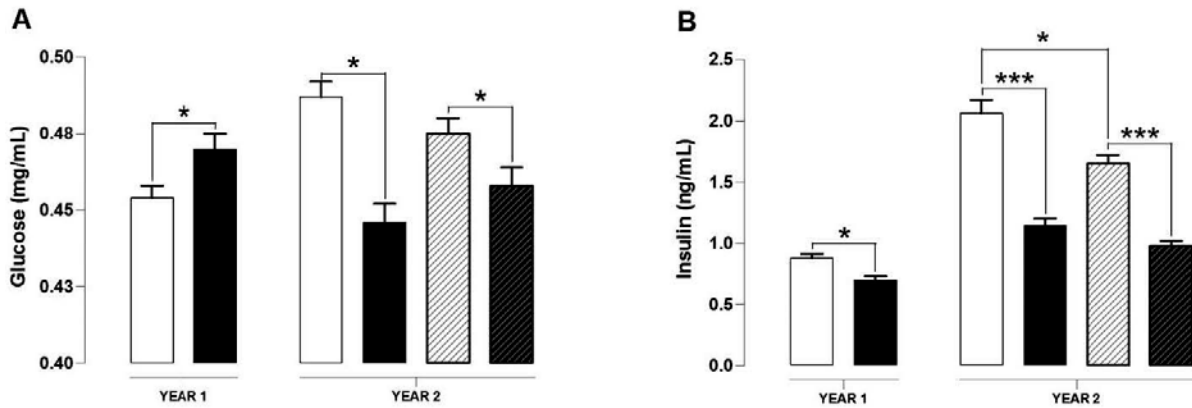 A
Glucose (mg/mL)
0.50
0.48
0.45
0.43
0.40
*
*
*
YEAR 1
YEAR 2
B
Insulin (ng/mL)
2.5
2.0
1.5
1.0
0.5
0.0
*
*
***
***
YEAR 1
YEAR 2